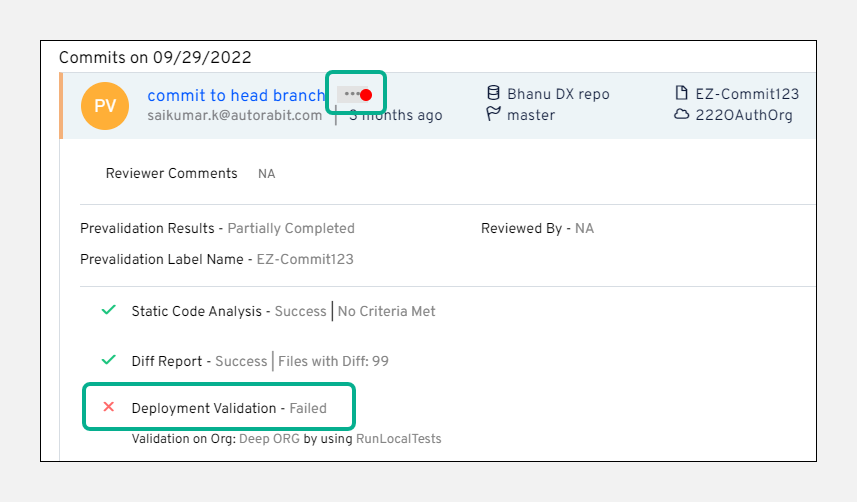 Commits on 09/29/2022
PV commit to head branch ••• Bhanu DX repo EZ-Commit123
saikumar.k@autorabit.com | 3 months ago master 222OAuthOrg
Reviewer Comments NA
Prevalidation Results - Partially Completed Reviewed By - NA
Prevalidation Label Name - EZ-Commit123
Static Code Analysis - Success | No Criteria Met
Diff Report - Success | Files with Diff: 99
Deployment Validation - Failed
Validation on Org: Deep ORG by using RunLocalTests